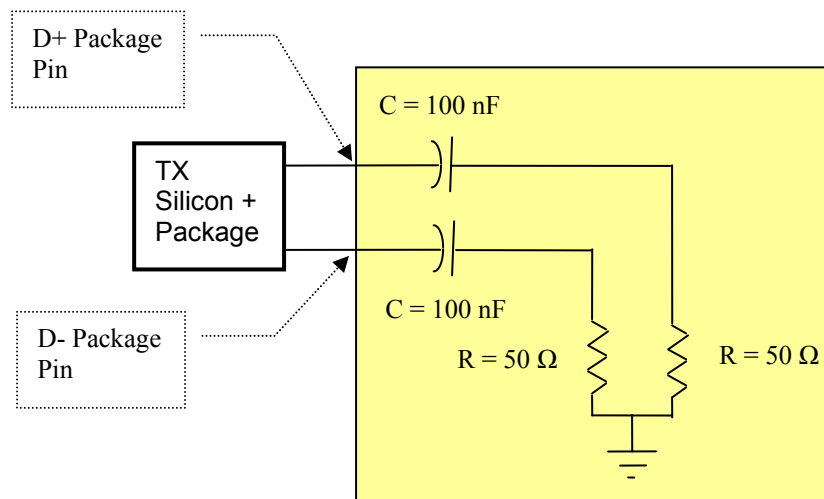 D+ Package
Pin
C = 100 nF
TX
Silicon +
Package
C = 100 nF
D- Package
Pin
R = 50 Ω
R = 50 Ω